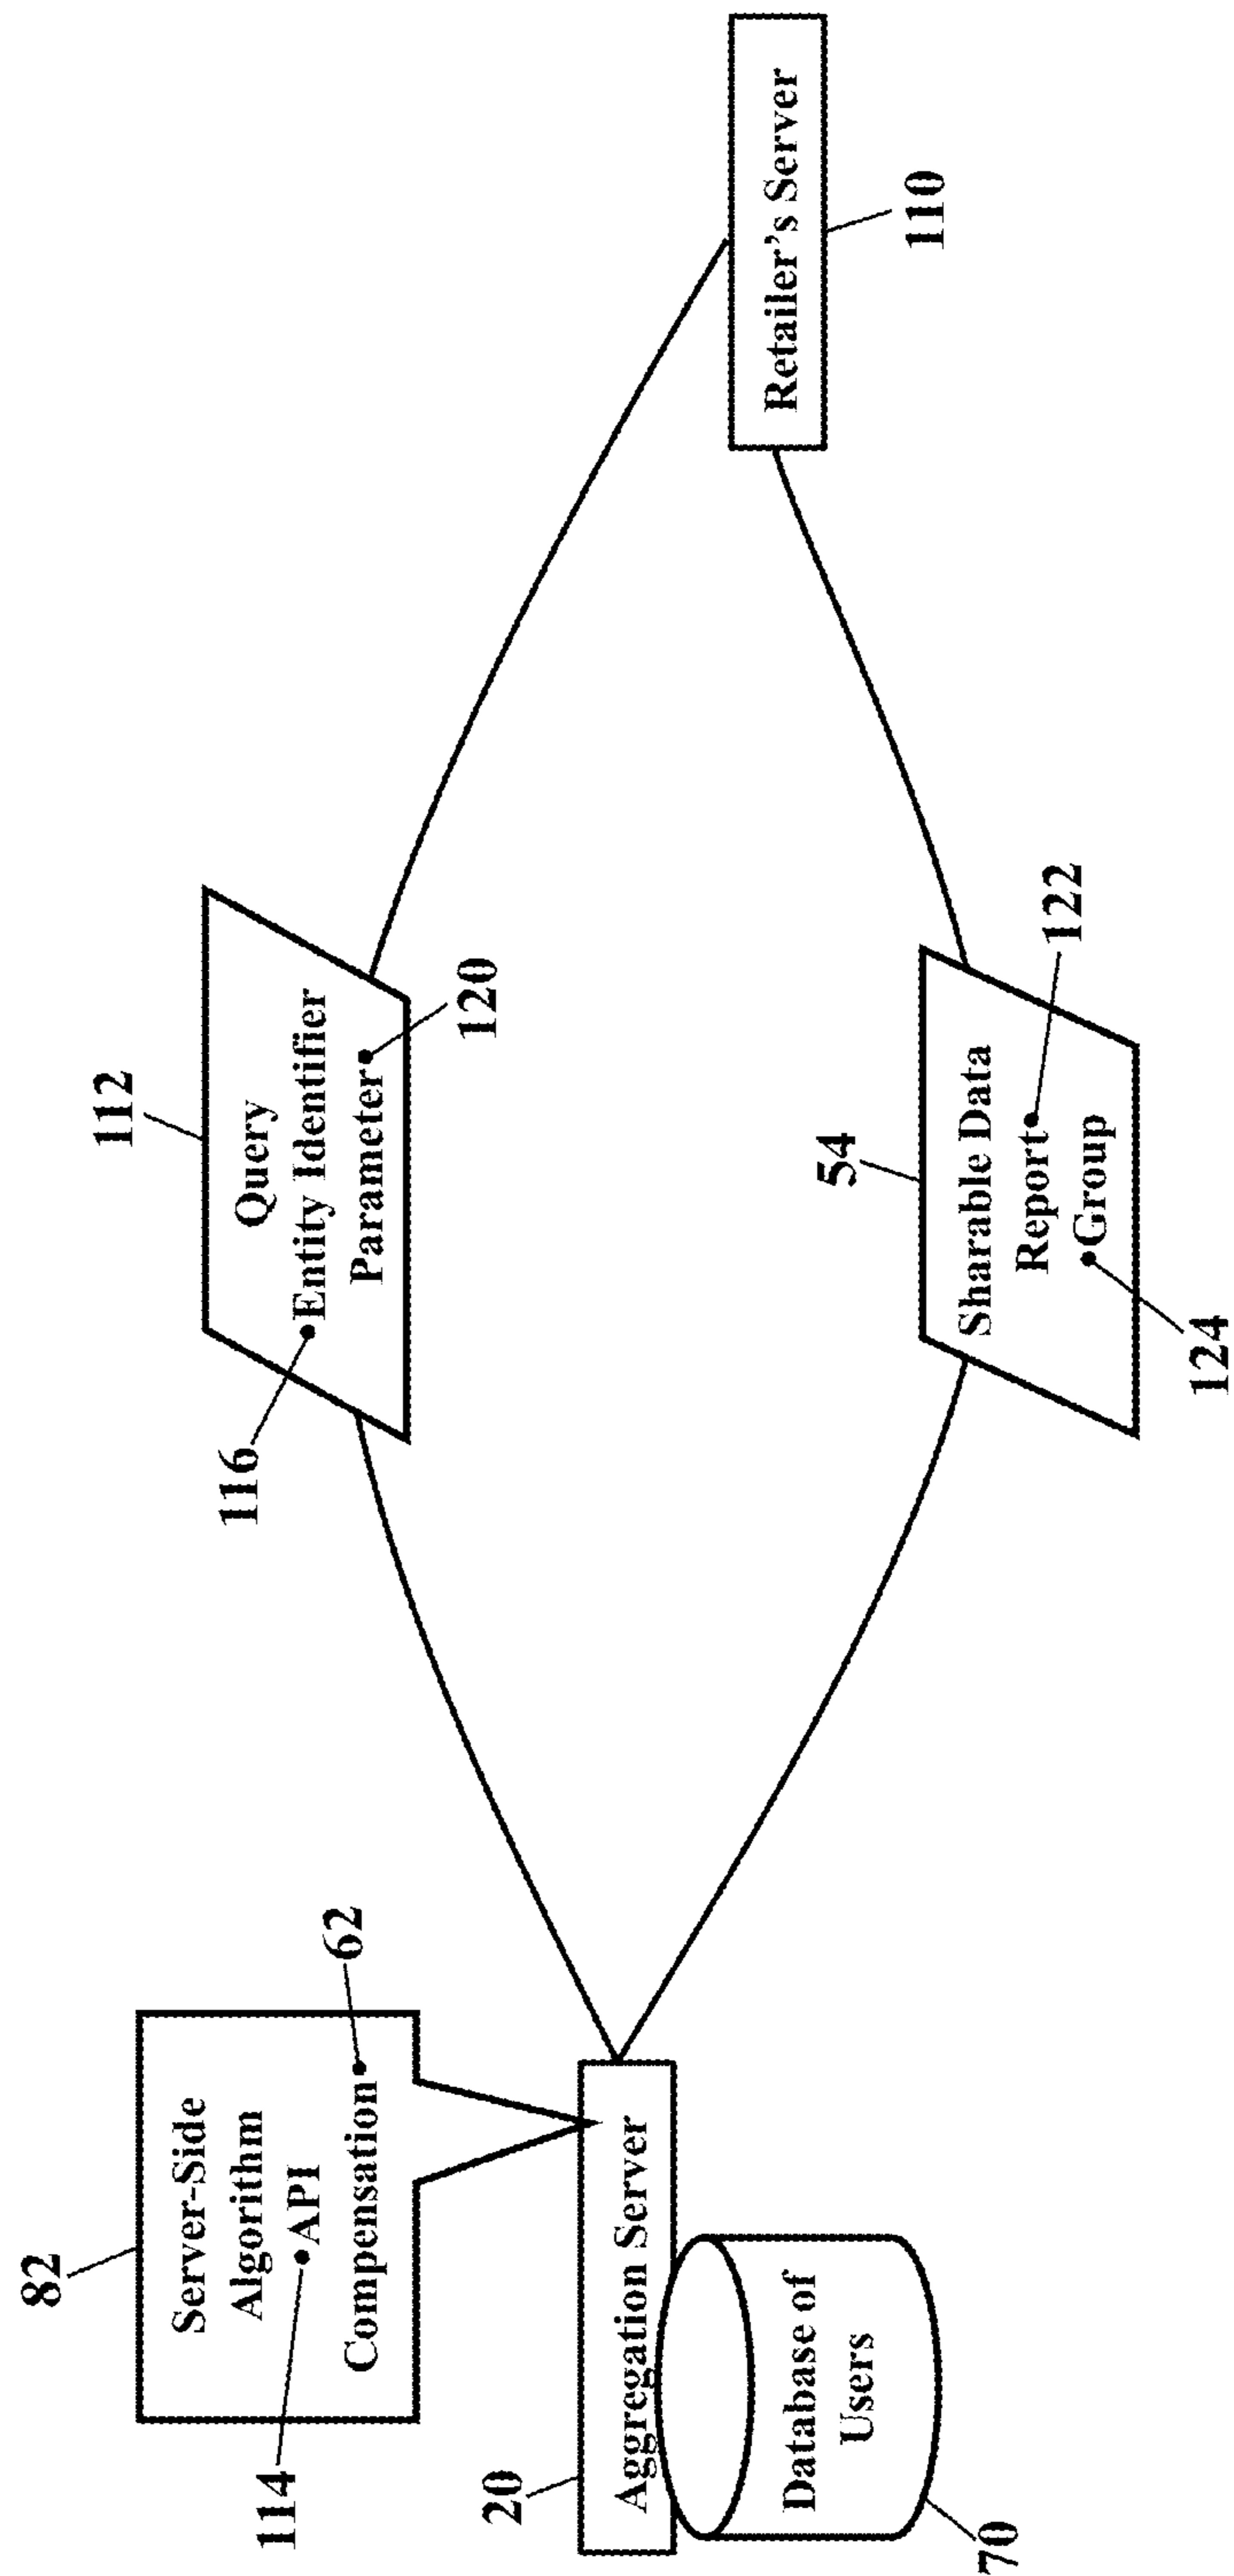 82
Server-Side
Algorithm
API
Compensation
114
62
20
Aggregation Server
Database of
Users
70
112
Query
Entity Identifier
Parameter
116
120
54
Sharable Data
Report
Group
122
124
Retailer's Server
110